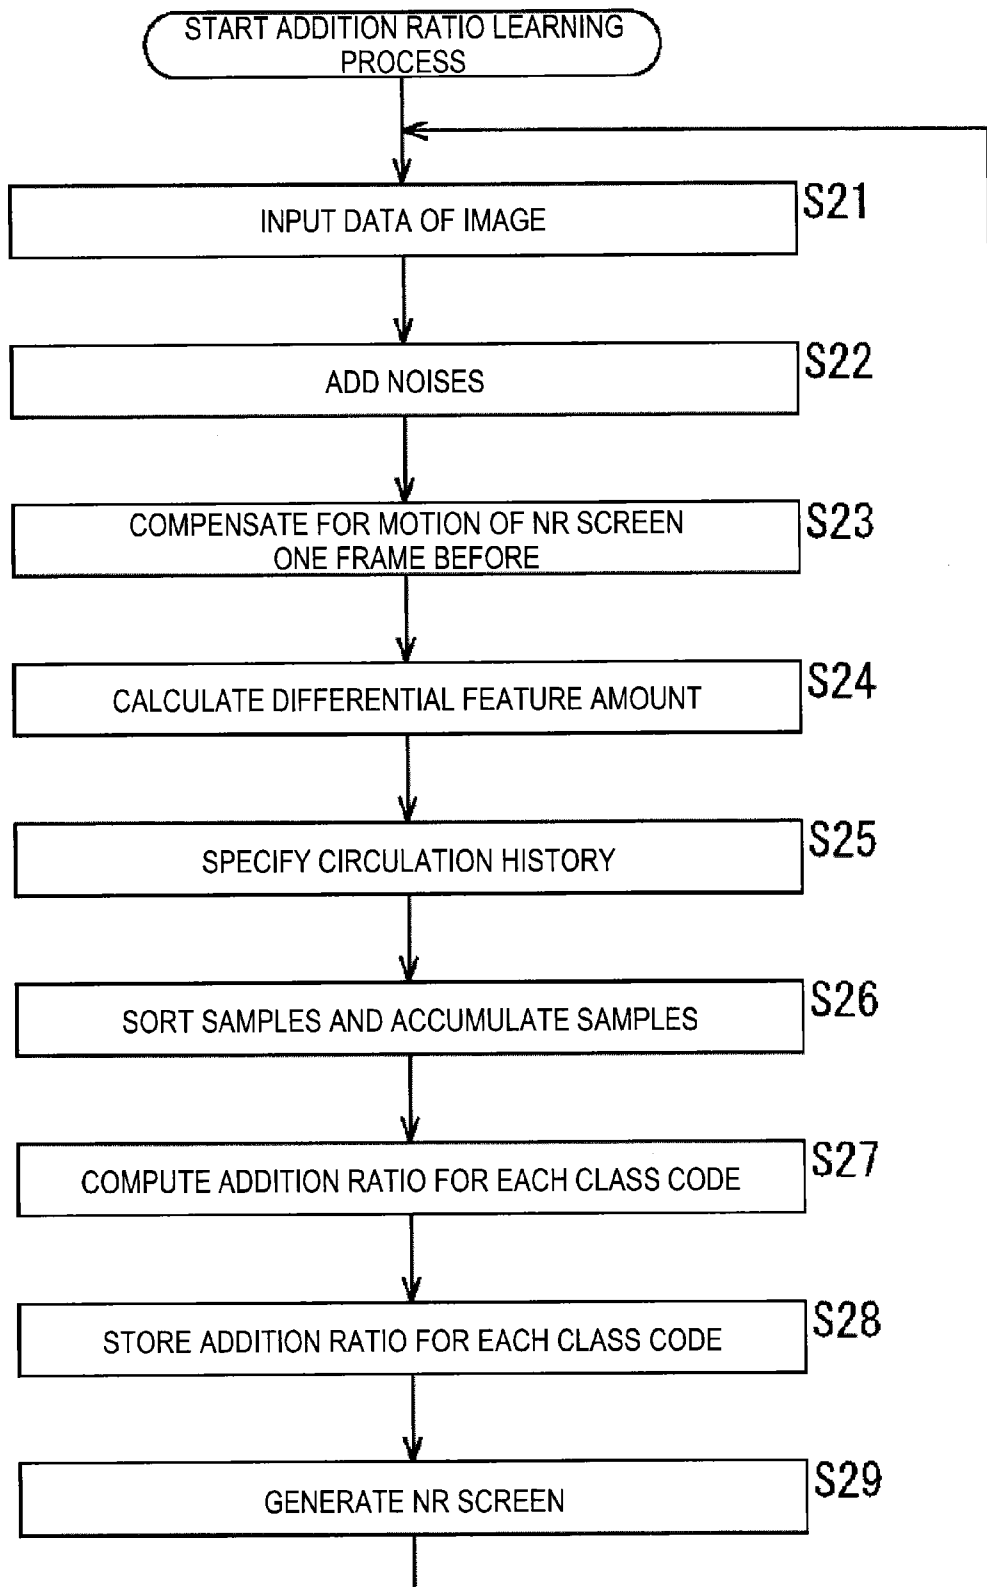 START ADDITION RATIO LEARNING
PROCESS
INPUT DATA OF IMAGE
S21
ADD NOISES
S22
COMPENSATE FOR MOTION OF NR SCREEN
ONE FRAME BEFORE
S23
CALCULATE DIFFERENTIAL FEATURE AMOUNT
S24
SPECIFY CIRCULATION HISTORY
S25
SORT SAMPLES AND ACCUMULATE SAMPLES
S26
COMPUTE ADDITION RATIO FOR EACH CLASS CODE
S27
STORE ADDITION RATIO FOR EACH CLASS CODE
S28
GENERATE NR SCREEN
S29